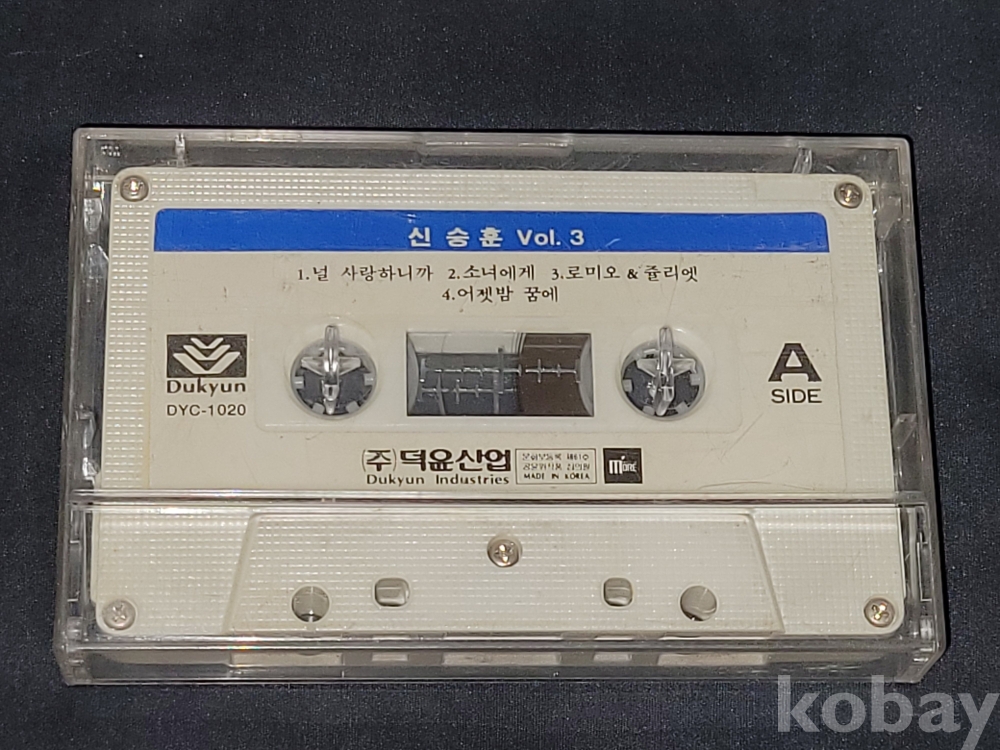 신승훈 Vol. 3
1.널 사랑하니까 2.소녀에게 3.로미오&쥴리엣
4.어젯밤 꿈에
Dukyun
DYC-1020
A
SIDE
(주)덕윤산업
Dukyun Industries
MADE IN KOREA
MORE
kobay